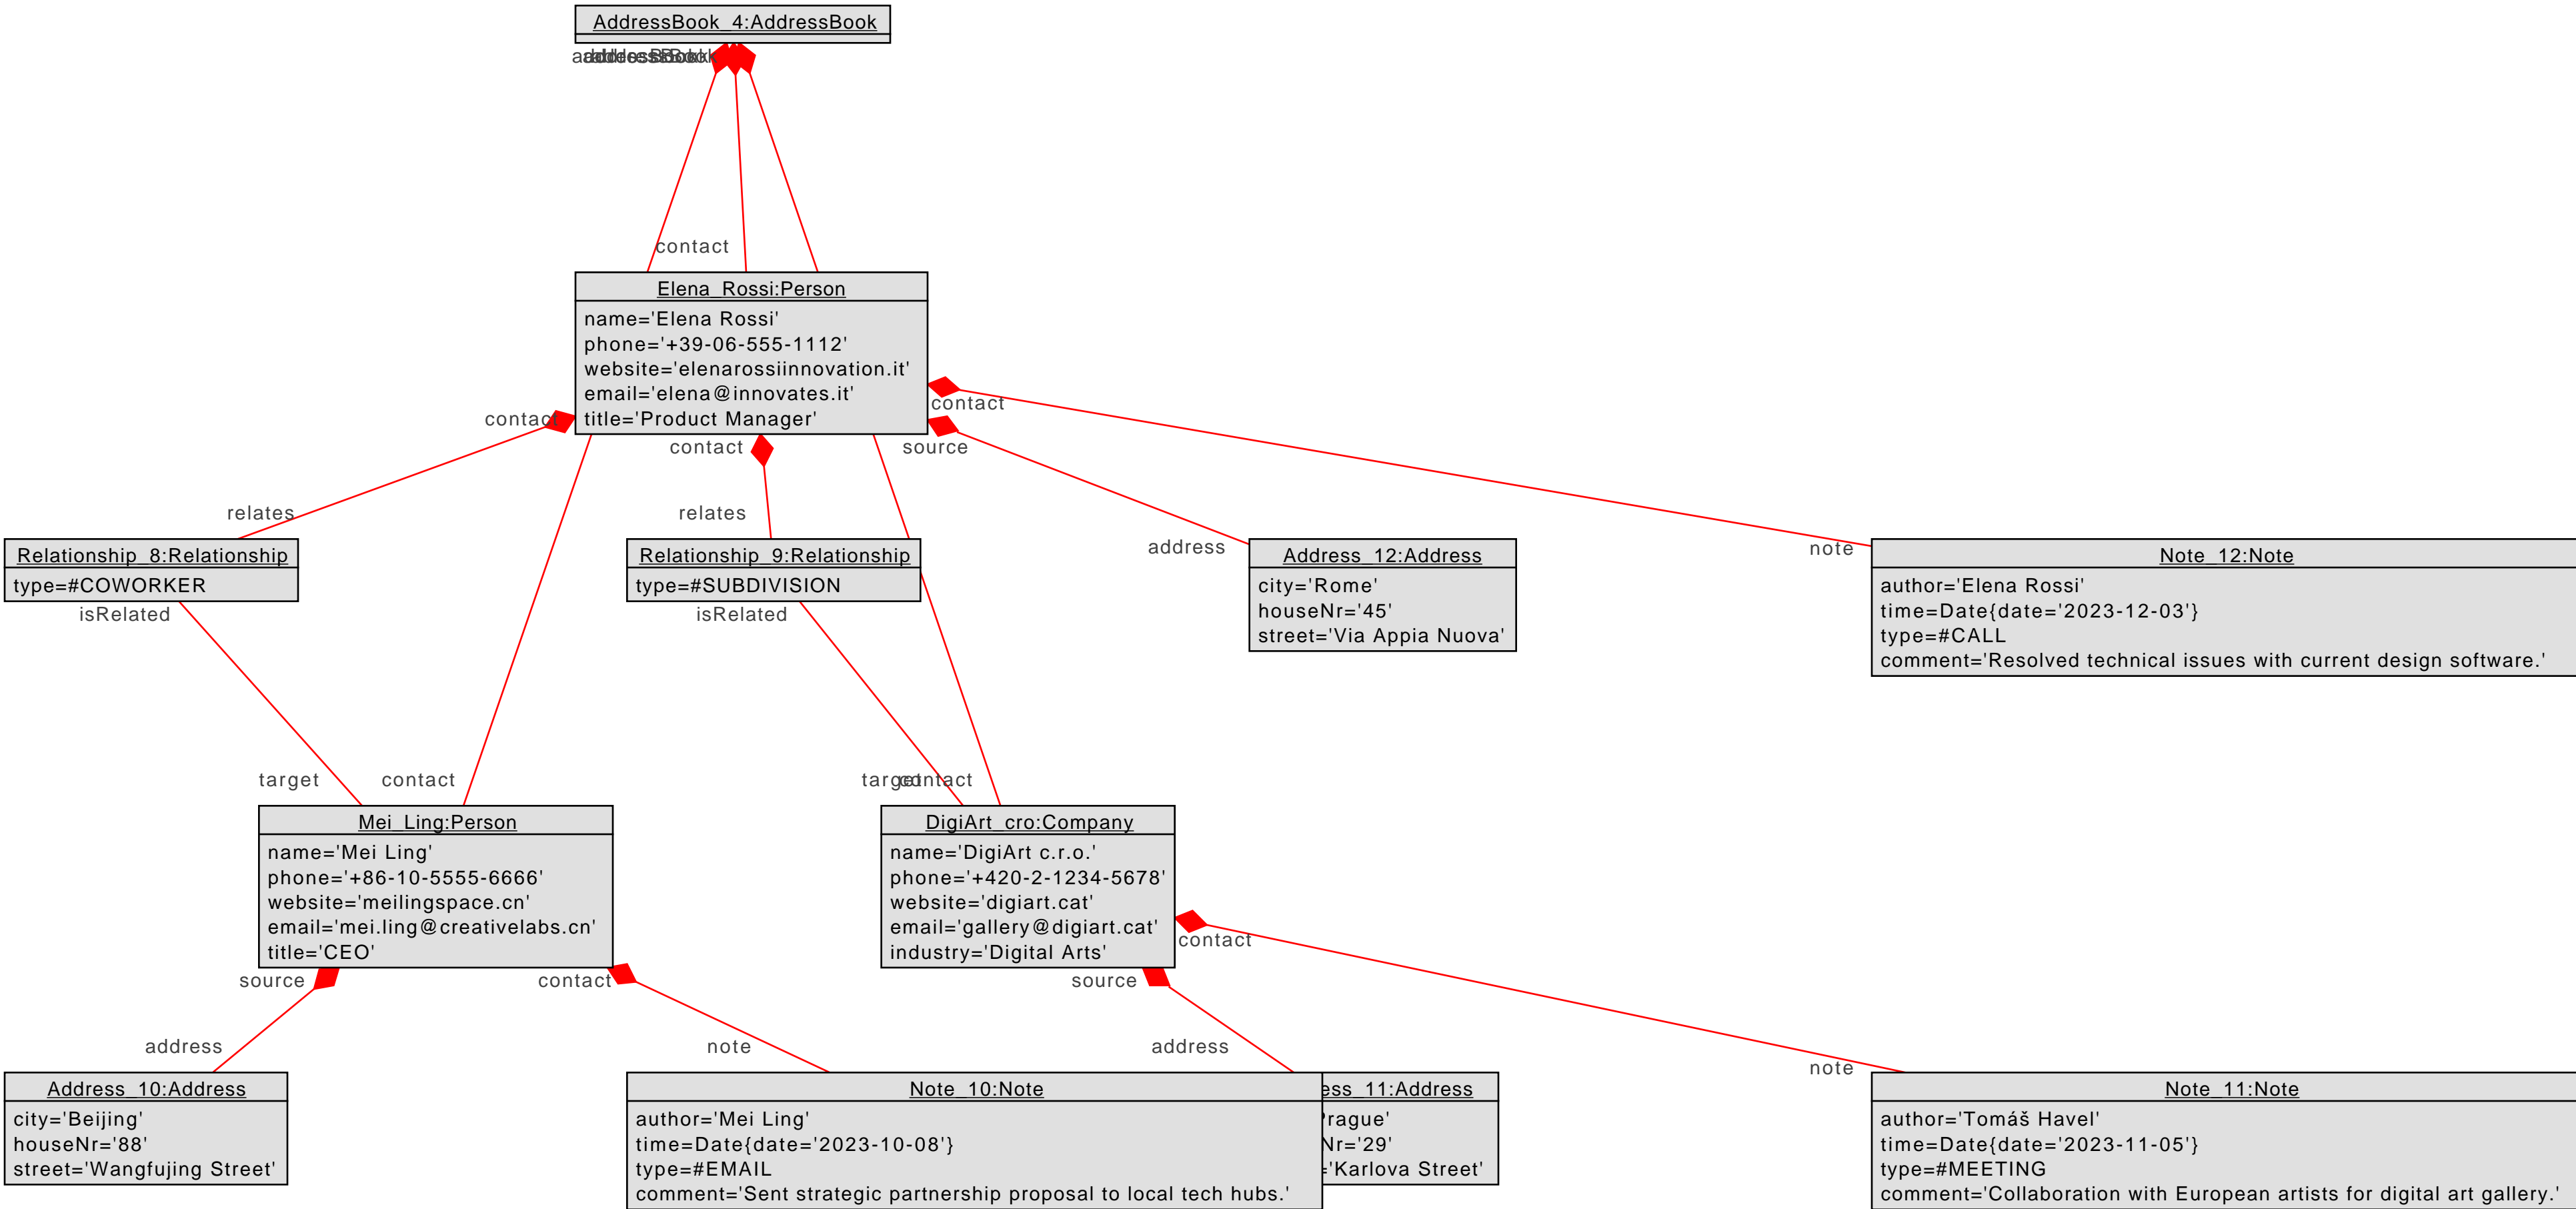 AddressBook_4:AddressBook
contact
Elena_Rossi:Person
name='Elena Rossi'
phone='+39-06-555-1112'
website='elenarossiinnovation.it'
email='elena@innovates.it'
title='Product Manager'
contact
contact
contact
source
relates
relates
address
note
Relationship_8:Relationship
type=#COWORKER
isRelated
Relationship_9:Relationship
type=#SUBDIVISION
isRelated
Address_12:Address
city='Rome'
houseNr='45'
street='Via Appia Nuova'
Note_12:Note
author='Elena Rossi'
time=Date{date='2023-12-03'}
type=#CALL
comment='Resolved technical issues with current design software.'
target
contact
target
contact
Mei_Ling:Person
name='Mei Ling'
phone='+86-10-5555-6666'
website='meilingspace.cn'
email='mei.ling@creativelabs.cn'
title='CEO'
DigiArt_cro:Company
name='DigiArt c.r.o.'
phone='+420-2-1234-5678'
website='digiart.cat'
email='gallery@digiart.cat'
industry='Digital Arts'
source
contact
source
contact
address
note
address
note
Address_10:Address
city='Beijing'
houseNr='88'
street='Wangfujing Street'
Note_10:Note
author='Mei Ling'
time=Date{date='2023-10-08'}
type=#EMAIL
comment='Sent strategic partnership proposal to local tech hubs.'
ess_11:Address
Prague'
Nr='29'
='Karlova Street'
Note_11:Note
author='Tomáš Havel'
time=Date{date='2023-11-05'}
type=#MEETING
comment='Collaboration with European artists for digital art gallery.'